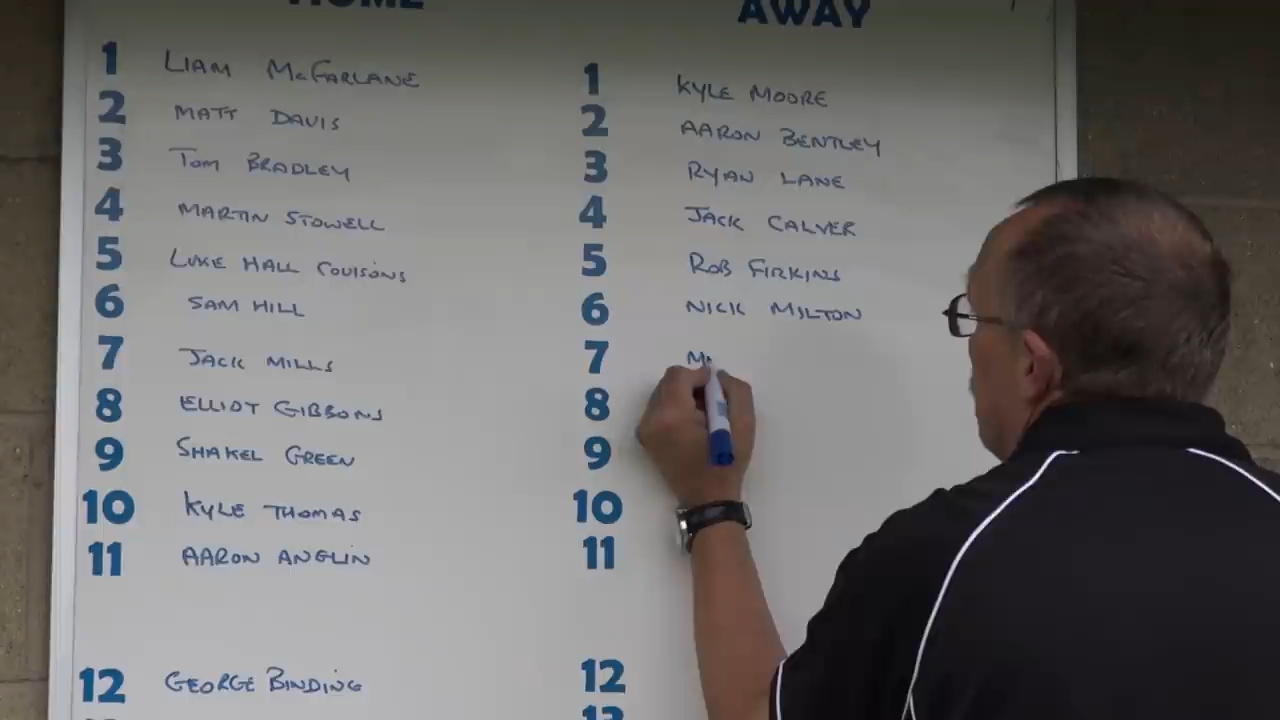 HOME
1 LIAM McFARLANE
2 MATT DAVIS
3 TOM BRADLEY
4 MARTIN STOWELL
5 LUKE HALL COUISONS
6 SAM HILL
7 JACK MILLS
8 ELLIOT GIBBONS
9 SHAKEL GREEN
10 KYLE THOMAS
11 AARON ANGLIN
12 GEORGE BINDING
AWAY
1 KYLE MOORE
2 AARON BENTLEY
3 RYAN LANE
4 JACK CALVER
5 ROB FIRKINS
6 NICK MILTON
7 M
8
9
10
11
12
13